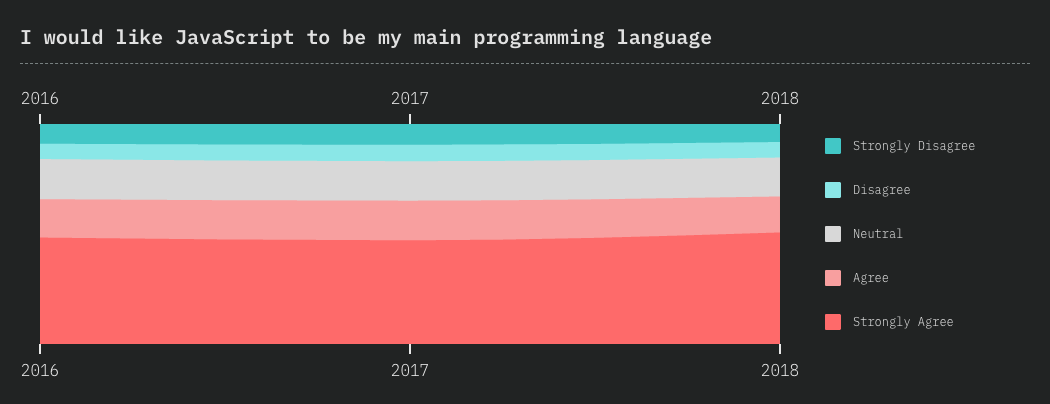 I would like JavaScript to be my main programming language
2016 2017 2018
Strongly Disagree
Disagree
Neutral
Agree
Strongly Agree
2016 2017 2018